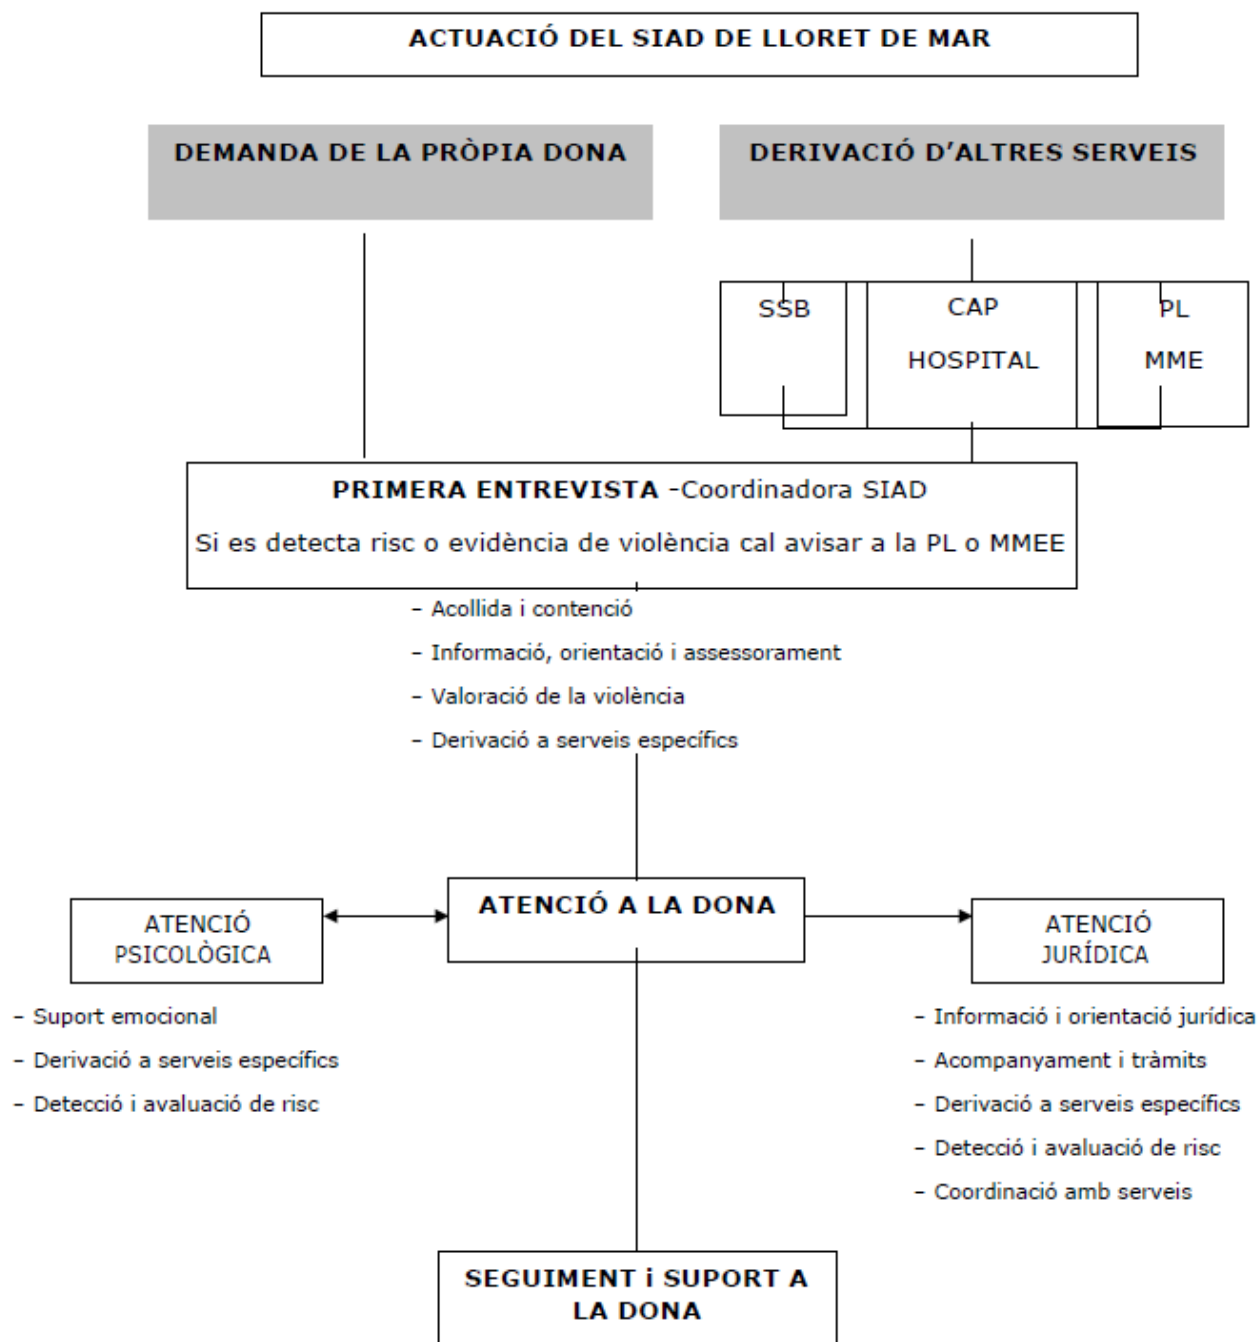 ACTUACIÓ DEL SIAD DE LLORET DE MAR
DEMANDA DE LA PRÒPIA DONA
DERIVACIÓ D'ALTRES SERVEIS
SSB
CAP
HOSPITAL
PL
MME
PRIMERA ENTREVISTA -Coordinadora SIAD
Si es detecta risc o evidència de violència cal avisar a la PL o MMEE
– Acollida i contenció
– Informació, orientació i assessorament
– Valoració de la violència
– Derivació a serveis específics
ATENCIÓ A LA DONA
ATENCIÓ
PSICOLÒGICA
– Suport emocional
– Derivació a serveis específics
– Detecció i avaluació de risc
ATENCIÓ
JURÍDICA
– Informació i orientació jurídica
– Acompanyament i tràmits
– Derivació a serveis específics
– Detecció i avaluació de risc
– Coordinació amb serveis
SEGUIMENT i SUPORT A
LA DONA